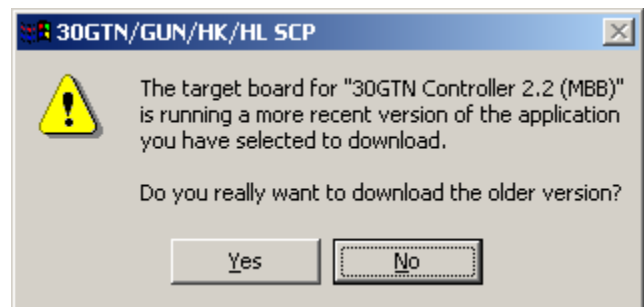 30GTN/GUN/HK/HL SCP
The target board for "30GTN Controller 2.2 (MBB)"
is running a more recent version of the application
you have selected to download.
Do you really want to download the older version?
Yes
No